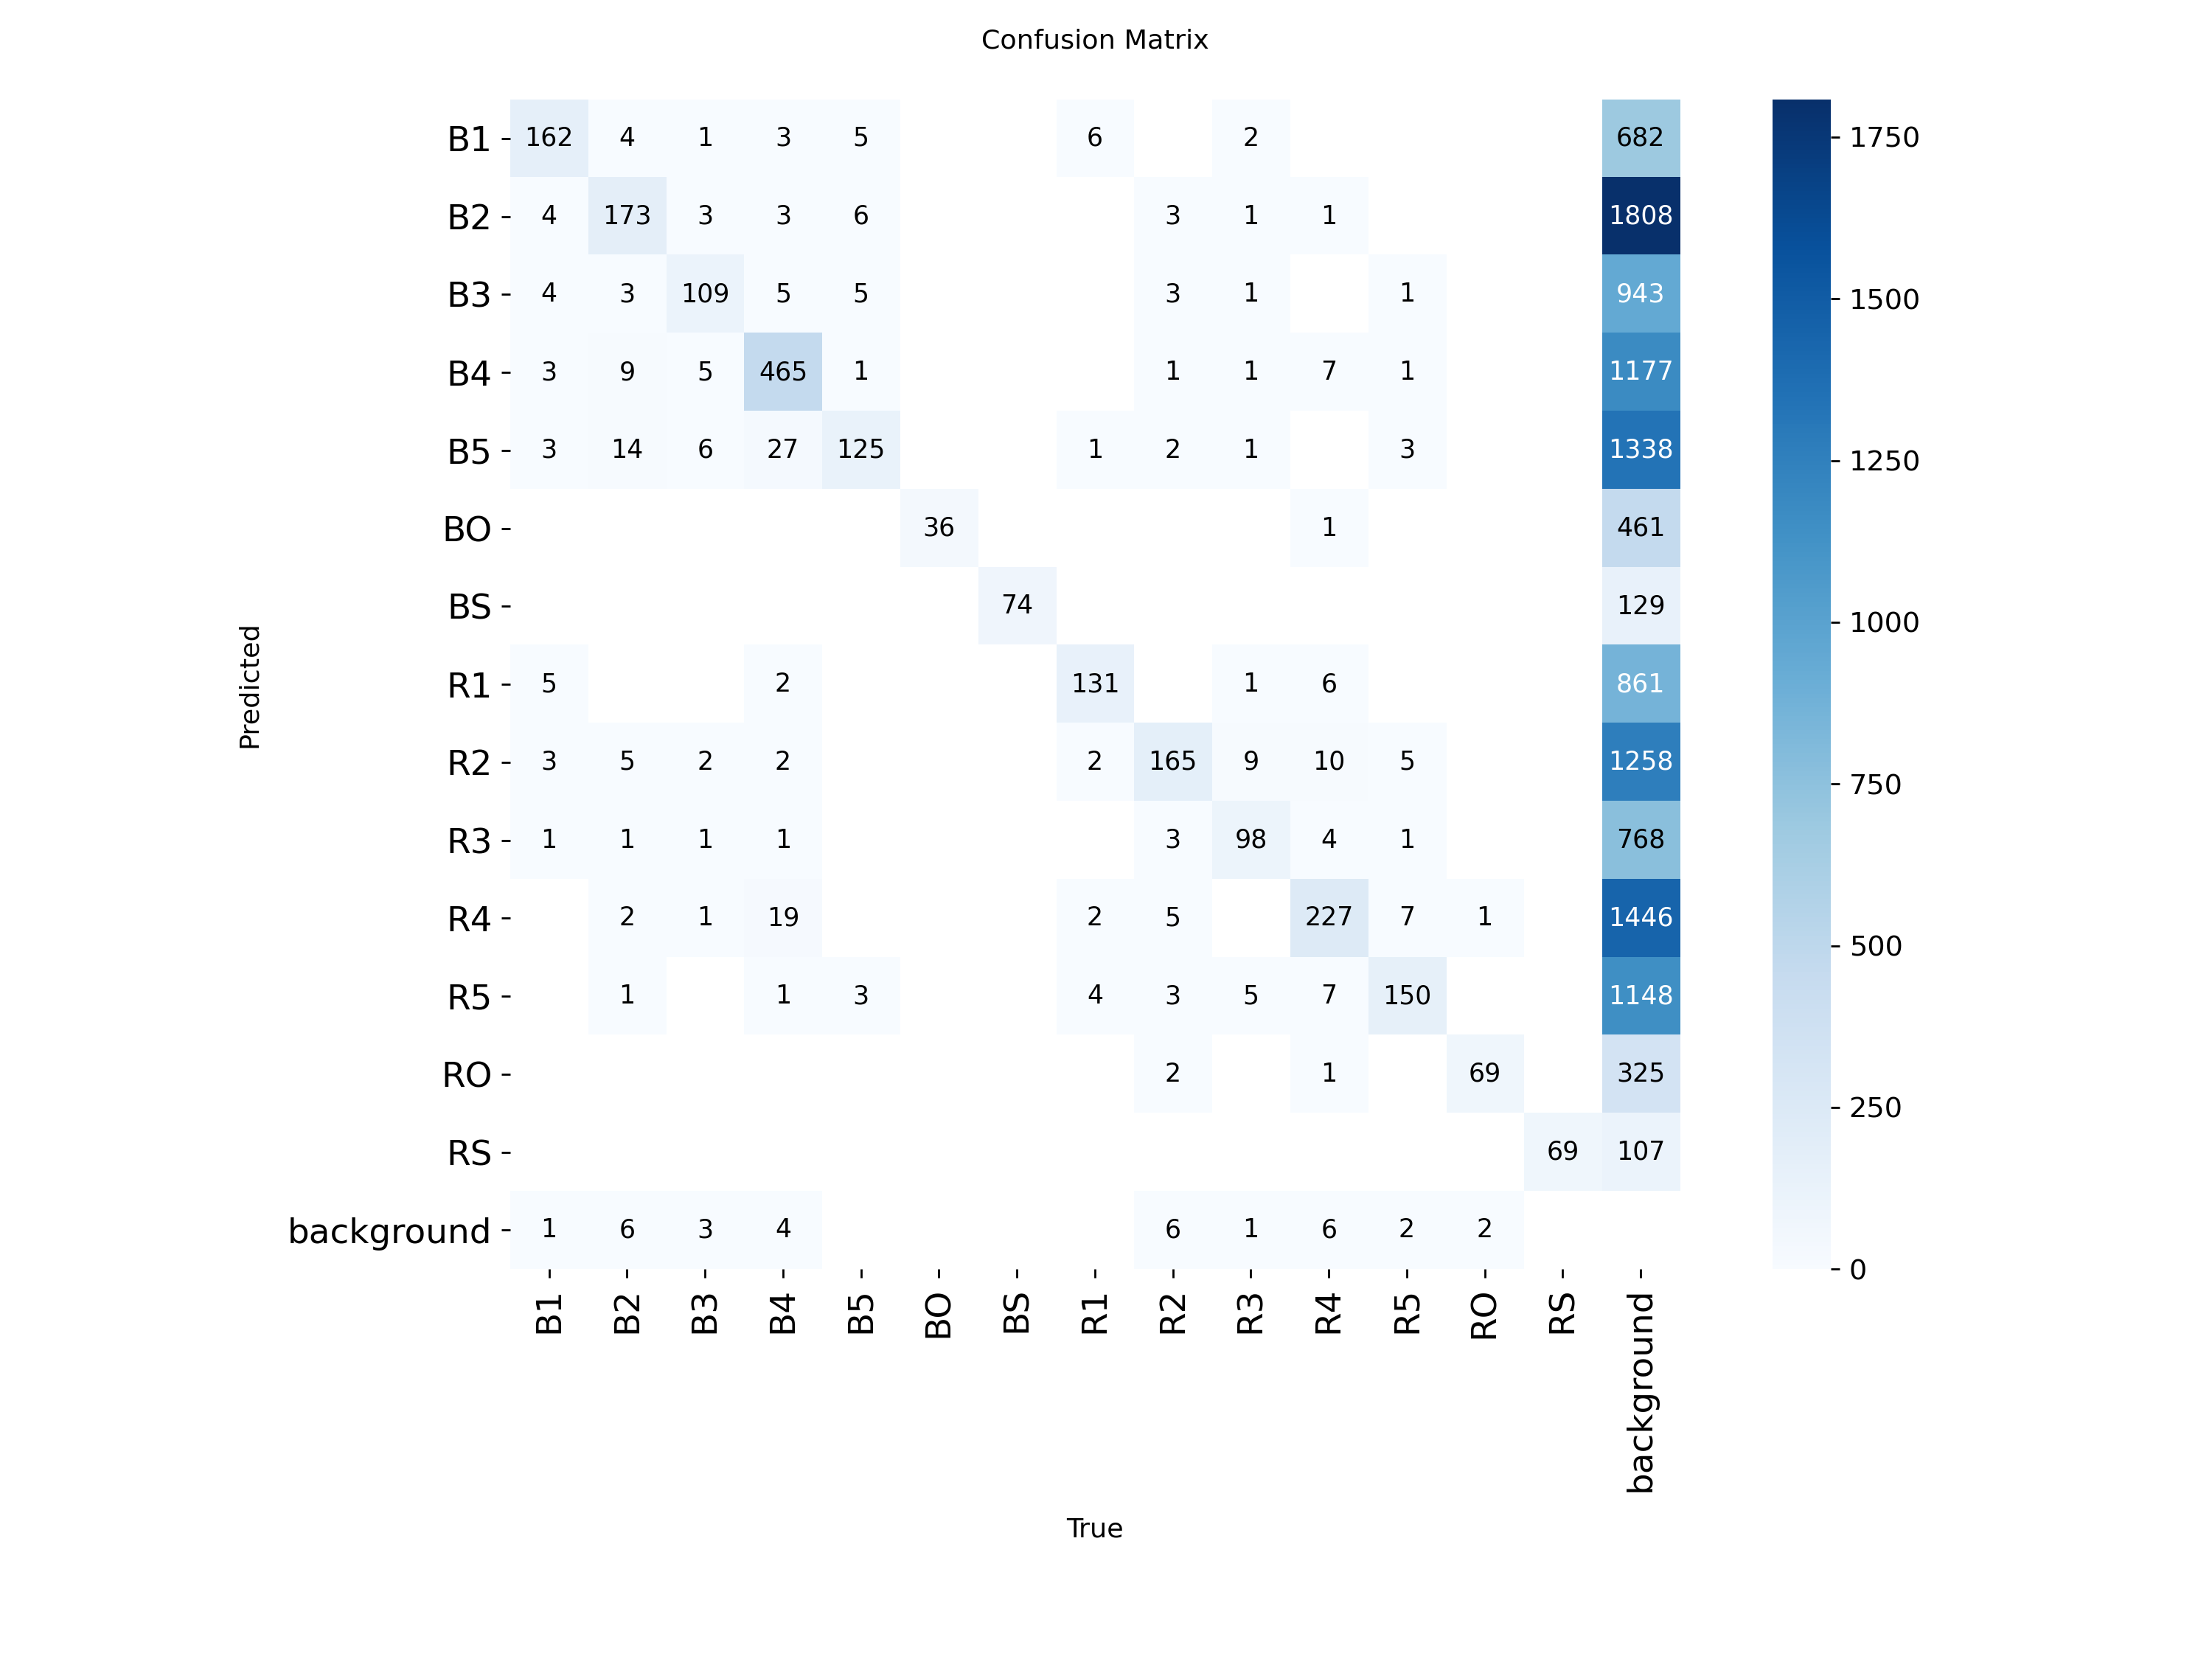 Confusion Matrix
B1 162 4 1 3 5 6 2 682
B2 4 173 3 3 6 3 1 1 1808
B3 4 3 109 5 5 3 1 1 943
B4 3 9 5 465 1 1 1 7 1 1177
B5 3 14 6 27 125 1 2 1 3 1338
BO 36 1 461
BS 74 129
R1 5 2 131 1 6 861
R2 3 5 2 2 2 165 9 10 5 1258
R3 1 1 1 1 3 98 4 1 768
R4 2 1 19 2 5 227 7 1 1446
R5 1 1 3 4 3 5 7 150 1148
RO 2 1 69 325
RS 69 107
background 1 6 3 4 6 1 6 2 2
B1 B2 B3 B4 B5 BO BS R1 R2 R3 R4 R5 RO RS background
Predicted
True
1750
1500
1250
1000
750
500
250
0